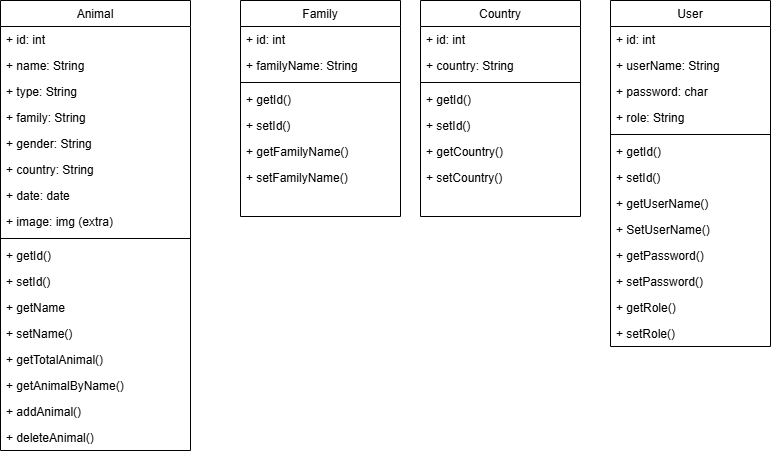 Animal
+ id: int
+ name: String
+ type: String
+ family: String
+ gender: String
+ country: String
+ date: date
+ image: img (extra)
+ getId()
+ setId()
+ getName
+ setName()
+ getTotalAnimal()
+ getAnimalByName()
+ addAnimal()
+ deleteAnimal()
Family
+ id: int
+ familyName: String
+ getId()
+ setId()
+ getFamilyName()
+ setFamilyName()
Country
+ id: int
+ country: String
+ getId()
+ setId()
+ getCountry()
+ setCountry()
User
+ id: int
+ userName: String
+ password: char
+ role: String
+ getId()
+ setId()
+ getUserName()
+ SetUserName()
+ getPassword()
+ setPassword()
+ getRole()
+ setRole()